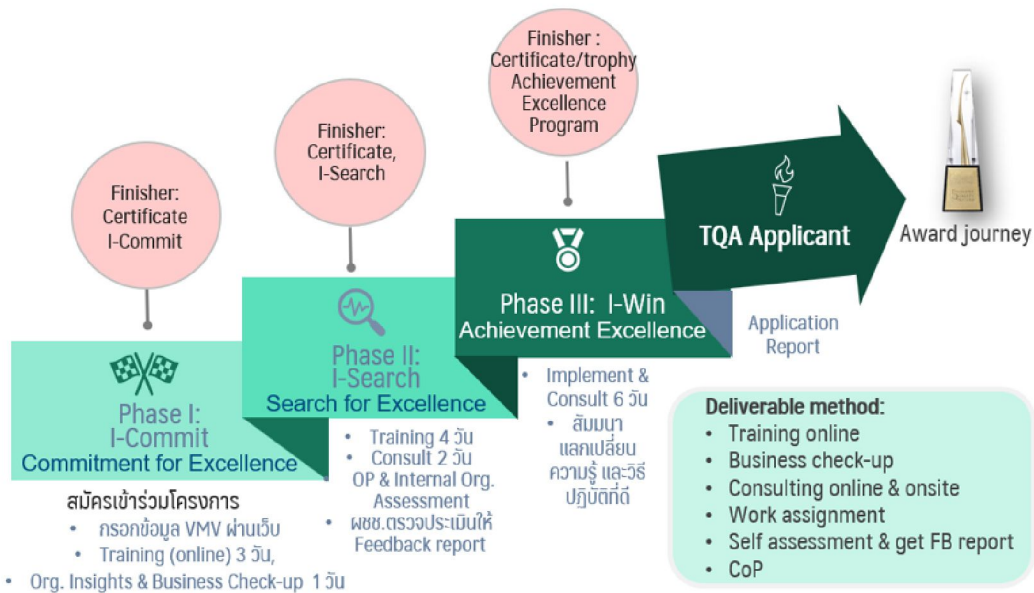 Finisher:
Certificate
I-Commit
Finisher:
Certificate,
I-Search
Finisher :
Certificate/trophy
Achievement
Excellence
Program
Phase I:
I-Commit
Commitment for Excellence
สมัครเข้าร่วมโครงการ
• กรอกข้อมูล VMV ผ่านเว็บ
• Training (online) 3 วัน,
• Org. Insights & Business Check-up 1 วัน
Phase II:
I-Search
Search for Excellence
• Training 4 วัน
• Consult 2 วัน
OP & Internal Org.
Assessment
• ผชช.ตรวจประเมินให้
Feedback report
Phase III: I-Win
Achievement Excellence
• Implement &
Consult 6 วัน
• สัมมนา
แลกเปลี่ยน
ความรู้ และวิธี
ปฏิบัติที่ดี
TQA Applicant
Application
Report
Award journey
Deliverable method:
• Training online
• Business check-up
• Consulting online & onsite
• Work assignment
• Self assessment & get FB report
• CoP